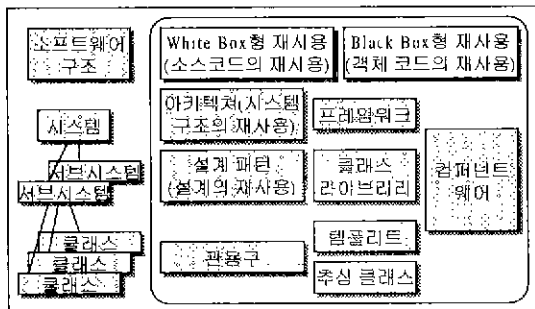 소프트웨어
구조
White Box형 재사용
(소스코드의 재사용)
Black Box형 재사용
(객체 코드의 재사용)
시스템
서브시스템
서브시스템
클래스
클래스
클래스
아키텍쳐(시스템
구조의 재사용)
프레임워크
설계 패턴
(설계의 재사용)
클래스
라이브러리
컴퍼넌트
웨어
관용구
템플리트
추상 클래스